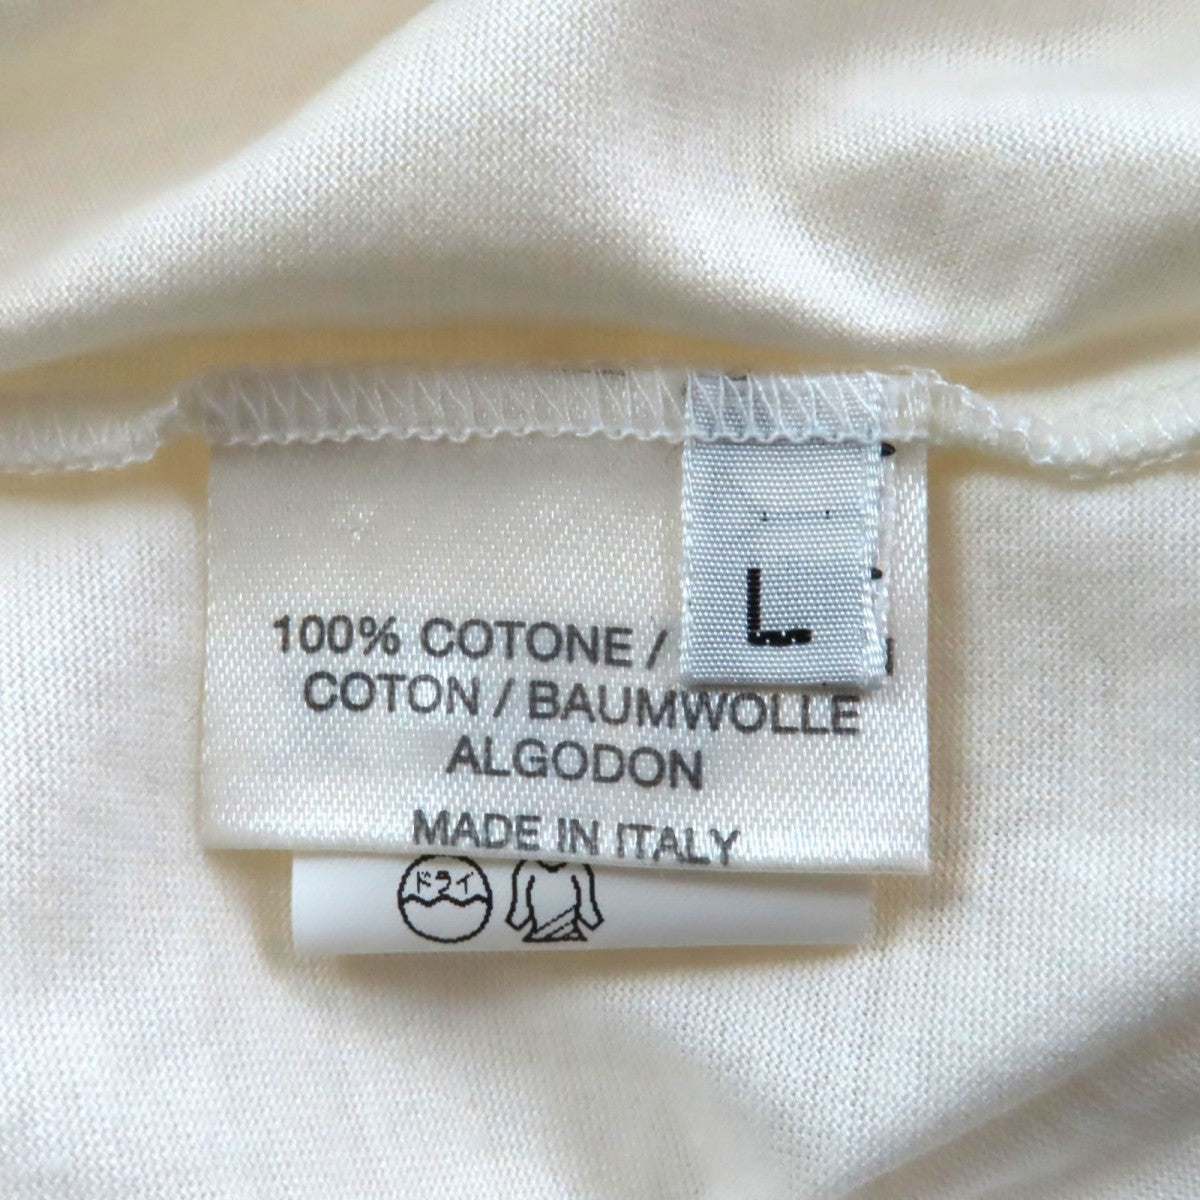 L
100% COTONE /
COTON / BAUMWOLLE
ALGODON
MADE IN ITALY
ドライ